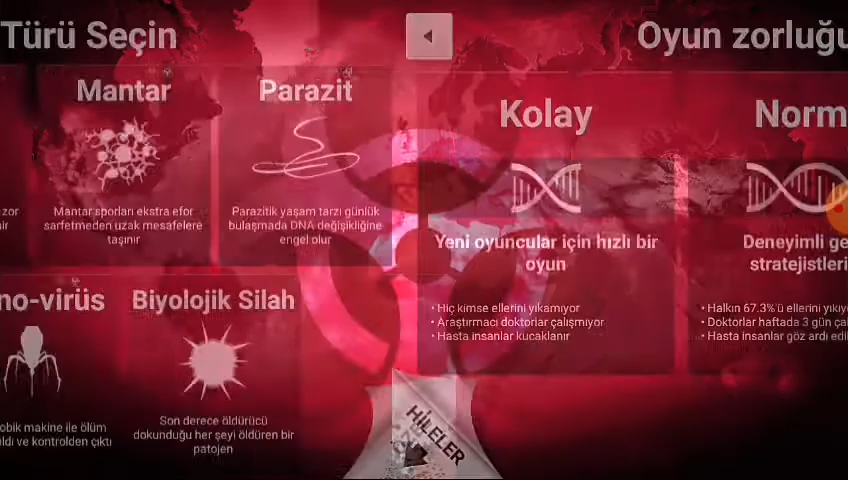 Türü Seçin
Oyun zorluğu
Mantar
Parazit
Kolay
Norm
Mantar sporları ekstra efor
sarfetmeden uzak mesafelere
taşınır
Parazitik yaşam tarzı günlük
bulaşmada DNA değişikliğine
engel olur
Yeni oyuncular için hızlı bir
oyun
Deneyimli ge
stratejistleri
no-virüs
Biyolojik Silah
• Hiç kimse ellerini yıkamıyor
• Araştırmacı doktorlar çalışmıyor
• Hasta insanlar kucaklanır
• Halkın 67.3%'ü ellerini yıkıy
• Doktorlar haftada 3 gün çal
• Hasta insanlar göz ardı edil
obik makine ile ölüm
ldi ve kontrolden çıktı
Son derece öldürücü
dokunduğu her şeyi öldüren bir
patojen
HİLELER